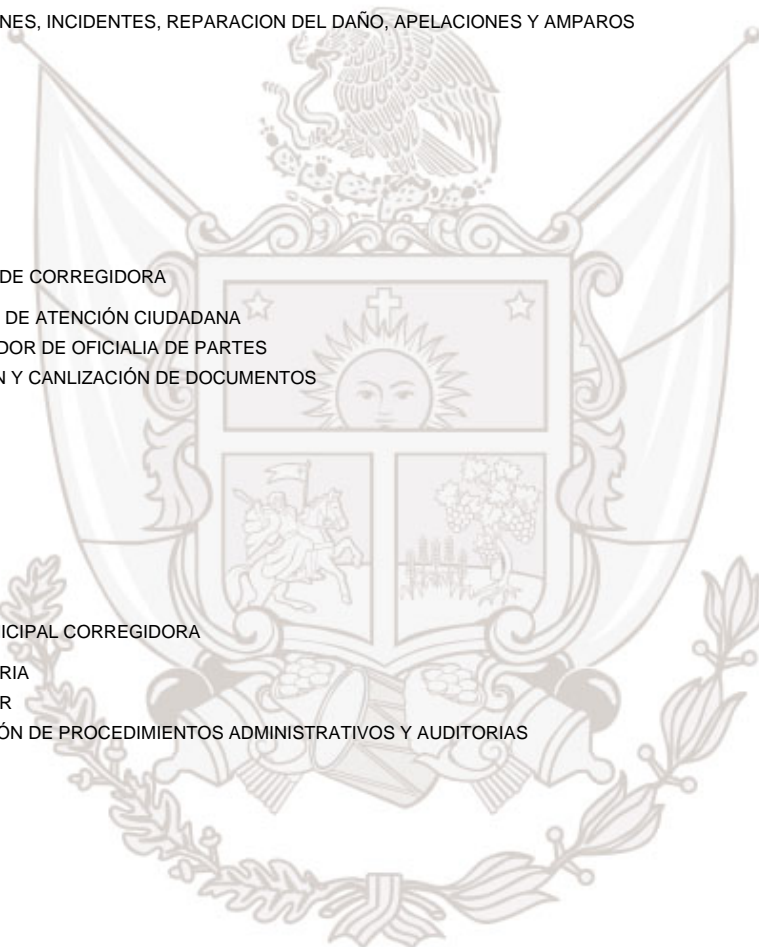 NES, INCIDENTES, REPARACION DEL DAÑO, APELACIONES Y AMPAROS
DE CORREGIDORA
DE ATENCIÓN CIUDADANA
DOR DE OFICIALIA DE PARTES
N Y CANLIZACIÓN DE DOCUMENTOS
ICIPAL CORREGIDORA
RIA
R
ÓN DE PROCEDIMIENTOS ADMINISTRATIVOS Y AUDITORIAS